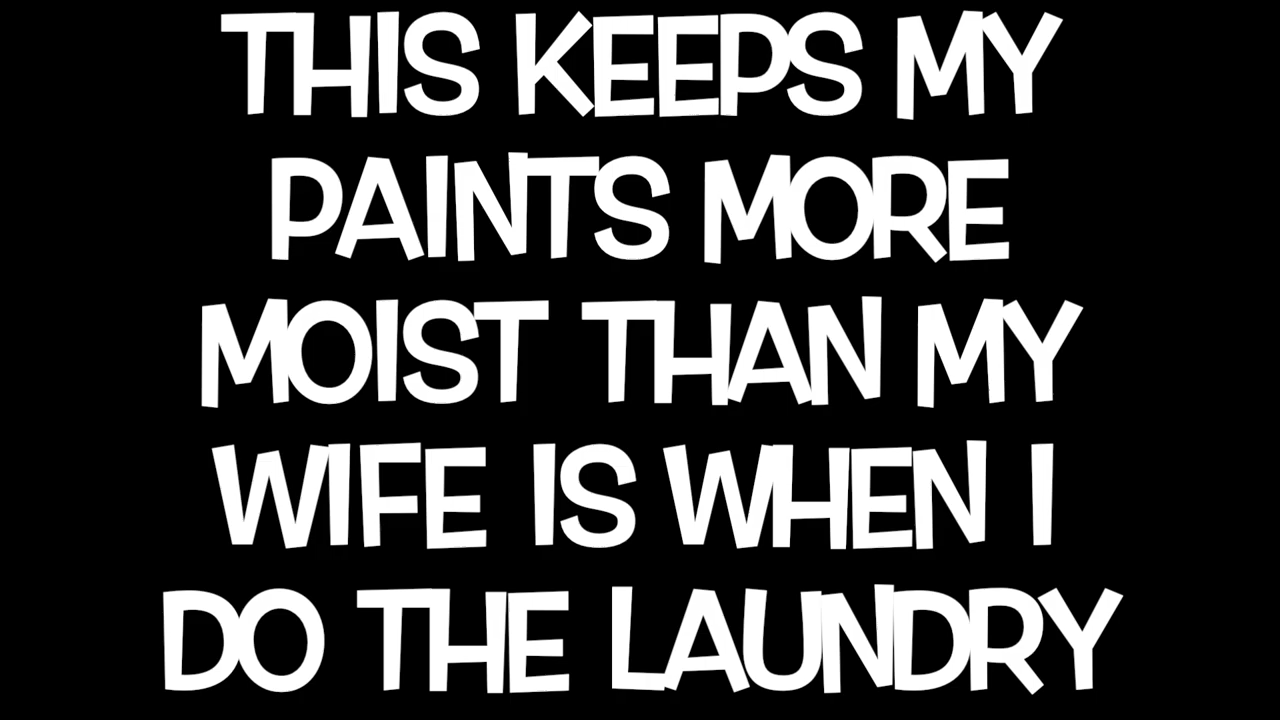 THIS KEEPS MY
PAINTS MORE
MOIST THAN MY
WIFE IS WHEN I
DO THE LAUNDRY